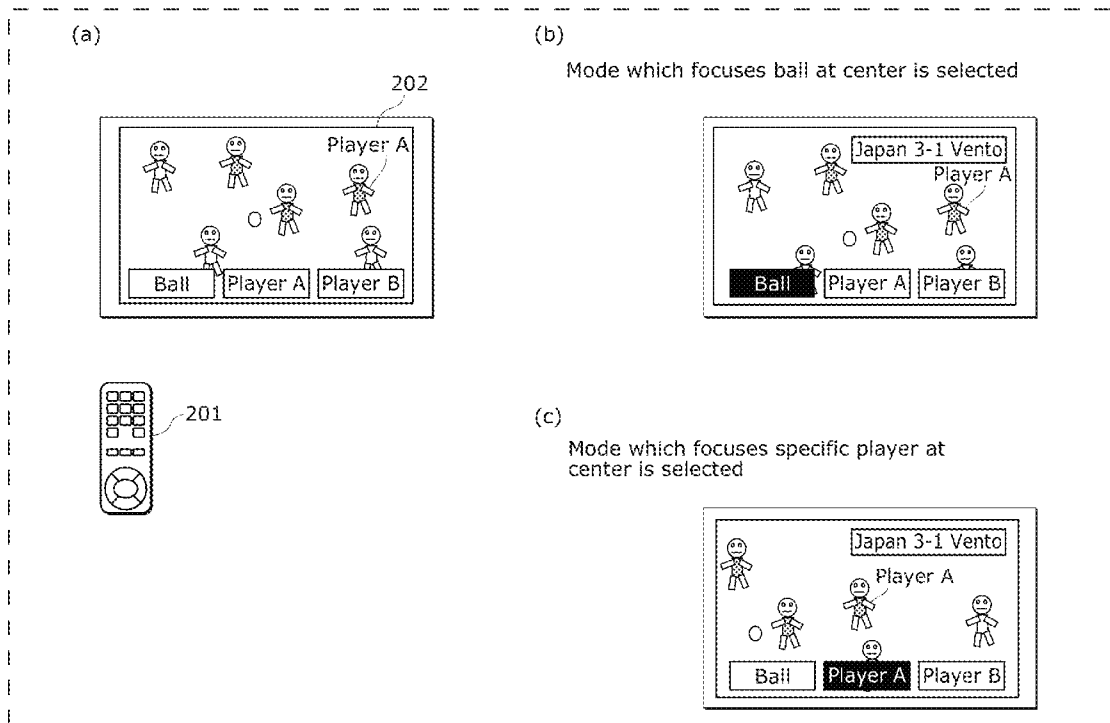 (a)
202
Player A
Ball
Player A
Player B
201
(b)
Mode which focuses ball at center is selected
Japan 3-1 Vento
Player A
Ball
Player A
Player B
(c)
Mode which focuses specific player at
center is selected
Japan 3-1 Vento
Player A
Ball
Player A
Player B